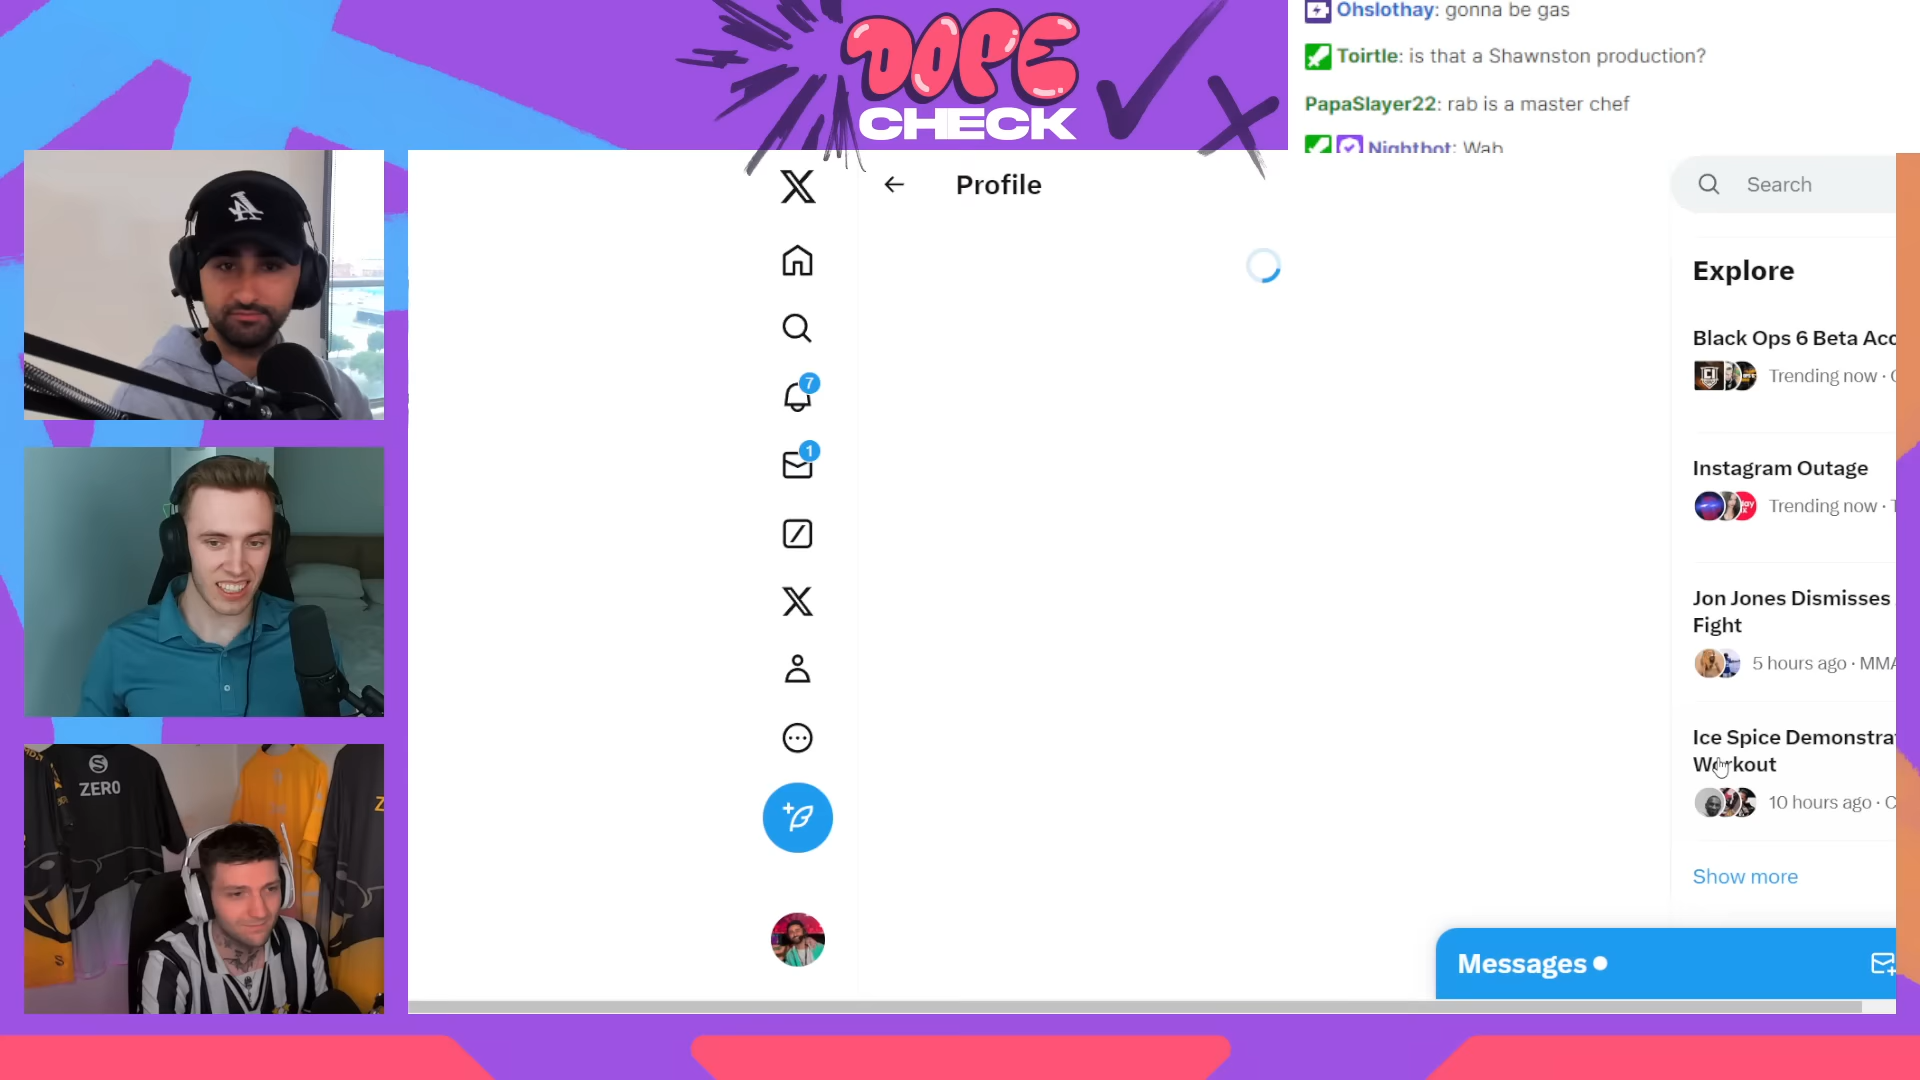 Ohslothay: gonna be gas
Toirtle: is that a Shawnston production?
PapaSlayer22: rab is a master chef
Nightbot: Wab
DOPE
CHECK
Profile
Search
7
1
Explore
Black Ops 6 Beta Acc
Trending now ·
Instagram Outage
Trending now ·
Jon Jones Dismisses
Fight
5 hours ago · MMA
Ice Spice Demonstra
Workout
10 hours ago ·
Show more
Messages
ZERO